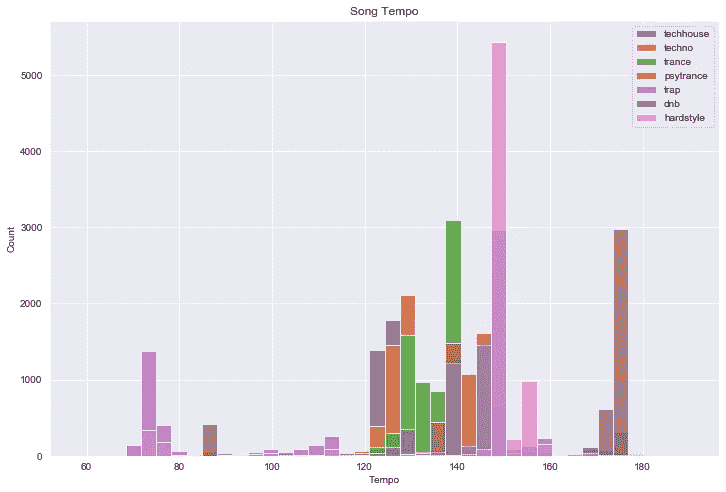 Song Tempo
techhouse
techno
trance
psytrance
trap
dnb
hardstyle
5000
4000
3000
2000
1000
0
Count
60
80
100
120
140
160
180
Tempo